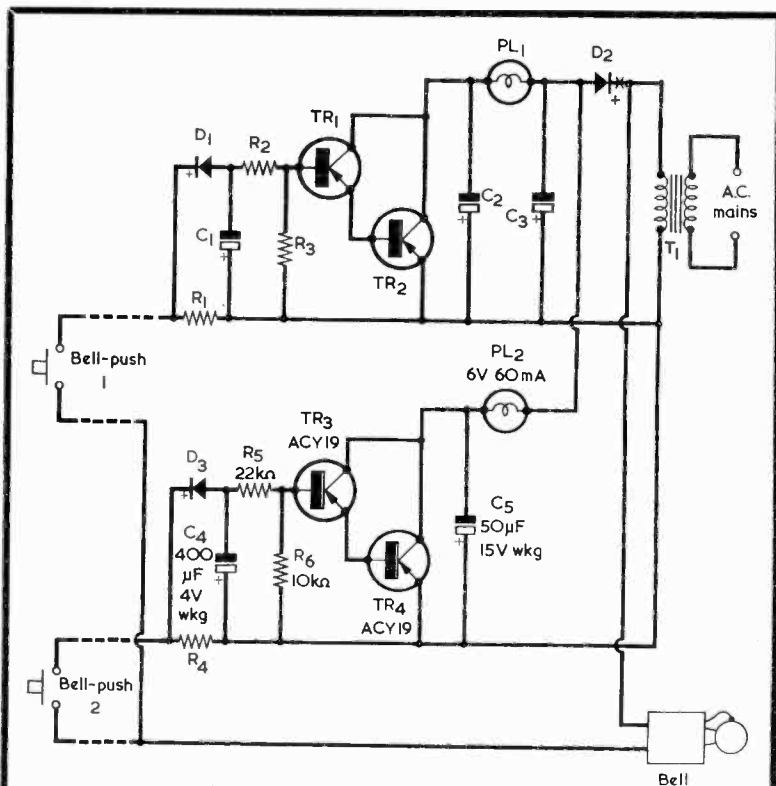 PL1
D2
+
TR1
D1
R2
+
C1
+
R3
TR2
C2
+
C3
+
A.C.
mains
T1
R1
Bell-push
1
PL2
6V 60mA
TR3
ACY19
D3
R5
22kΩ
+
C4
400
μF
4V
wkg
+
R6
10kΩ
C5
50μF
15V wkg
+
TR4
ACY19
R4
Bell-push
2
Bell